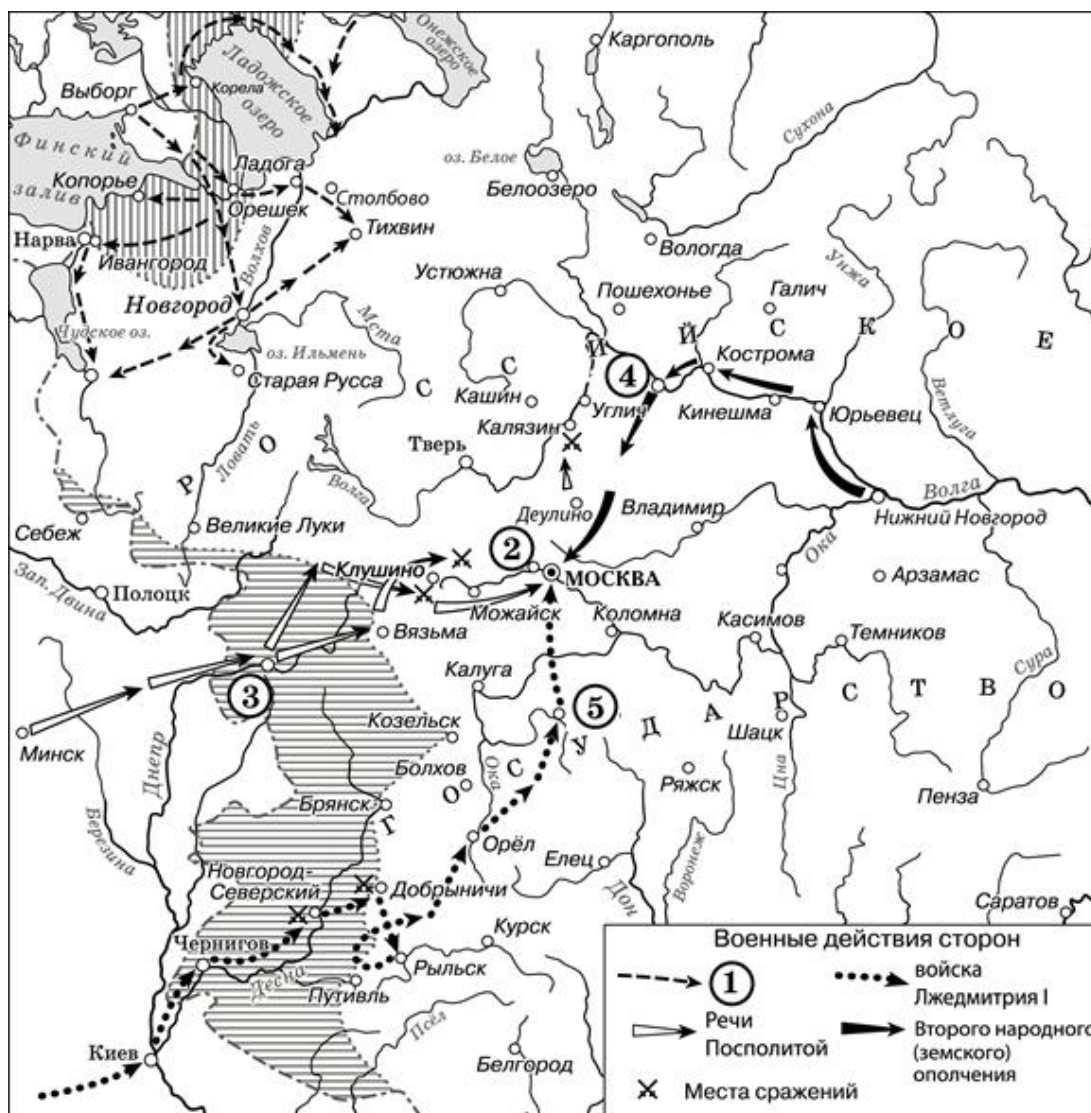 Каргополь
Онежское
озеро
Ладожское
озеро
Корела
Выборг
Сухона
Финский
залив
оз. Белое
Белоозеро
Ладога
Копорье
Столбово
Орешек
Тихвин
Нарва
Ивангород
Волхов
Вологда
Унжа
Устюжна
Пошехонье
Галич
Новгород
Мста
Чудское оз.
оз. Ильмень
Р О С С И Й С К О Е
Кострома
4
Старая Русса
Кашин
Углич
Кинешма
Юрьевец
Ветлуга
Калязин
Тверь
Ловать
Волга
Волга
Себеж
Великие Луки
Деулино
Владимир
Нижний Новгород
Ока
2
Клушино
МОСКВА
Арзамас
Зап. Двина
Полоцк
Можайск
Коломна
Касимов
Темников
Вязьма
Сура
Калуга
3
5
Г О С У Д А Р С Т В О
Минск
Днепр
Козельск
Шацк
Цна
Болхов
Ока
Ряжск
Пенза
Березина
Брянск
Орёл
Воронеж
Елец
Новгород-
Северский
Добрыничи
Дон
Саратов
Чернигов
Курск
Десна
Рыльск
Путивль
Псёл
Киев
Белгород
Военные действия сторон
1
войска
Лжедмитрия I
Речи
Посполитой
Второго народного
(земского)
ополчения
Места сражений